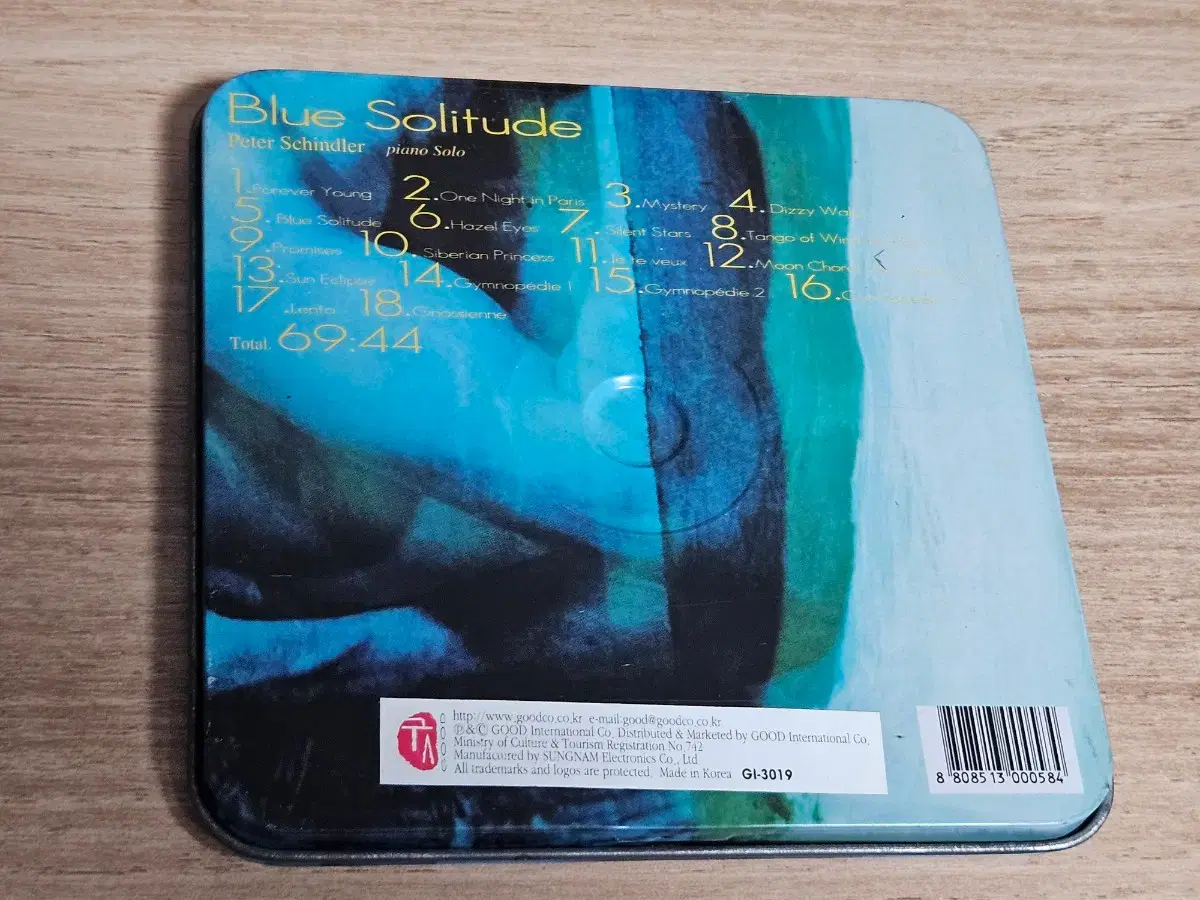 Blue Solitude
Peter Schindler piano Solo
1.Forever Young 2.One Night in Paris 3.Mystery 4.Dizzy
5.Blue Solitude 6.Hazel Eyes 7.Silent Stars 8.Tango of
9.Promises 10.Siberian Princess 11.Je te veux 12.Moon
13.Sun Eclipse 14.Gymnopédie 1 15.Gymnopédie 2 16.
17.Lento 18.Gnossienne
Total. 69:44
GOOD
http://www.goodco.co.kr e-mail:good@goodco.co.kr
℗&© GOOD International Co. Distributed & Marketed by GOOD International Co.
Ministry of Culture & Tourism Registration No.742
Manufactured by SUNGNAM Electronics Co., Ltd
All trademarks and logos are protected. Made in Korea GI-3019
8 808513 000584